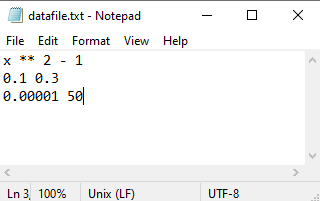 datafile.txt - Notepad
File Edit Format View Help
x ** 2 - 1
0.1 0.3
0.00001 50
Ln 3, 100% Unix (LF) UTF-8